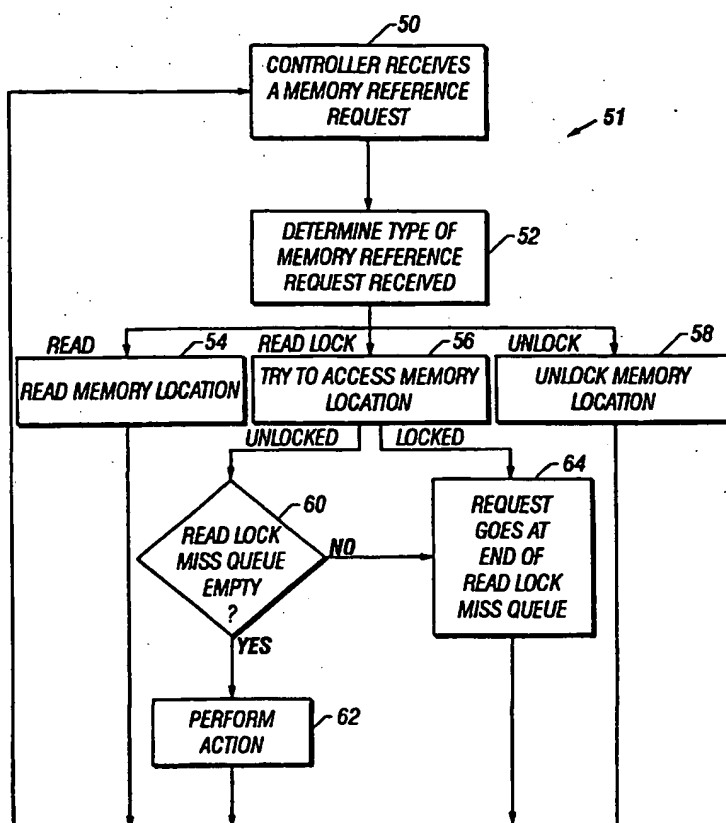 50
CONTROLLER RECEIVES
A MEMORY REFERENCE
REQUEST
51
DETERMINE TYPE OF
MEMORY REFERENCE
REQUEST RECEIVED
52
READ
54
READ LOCK
56
UNLOCK
58
READ MEMORY LOCATION
TRY TO ACCESS MEMORY
LOCATION
UNLOCK MEMORY
LOCATION
UNLOCKED
LOCKED
60
READ LOCK
MISS QUEUE
EMPTY
?
NO
64
REQUEST
GOES AT
END OF
READ LOCK
MISS QUEUE
YES
PERFORM
ACTION
62